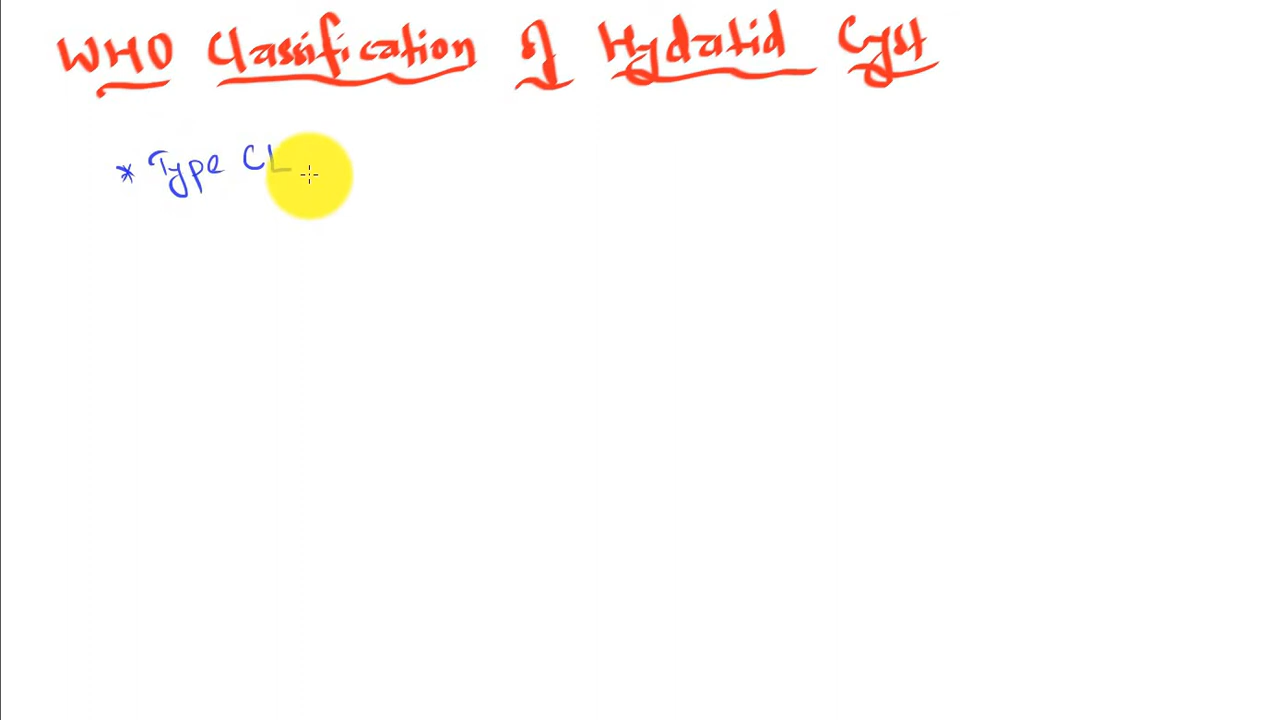 WHO Classification of Hydatid Cyst
* Type CL